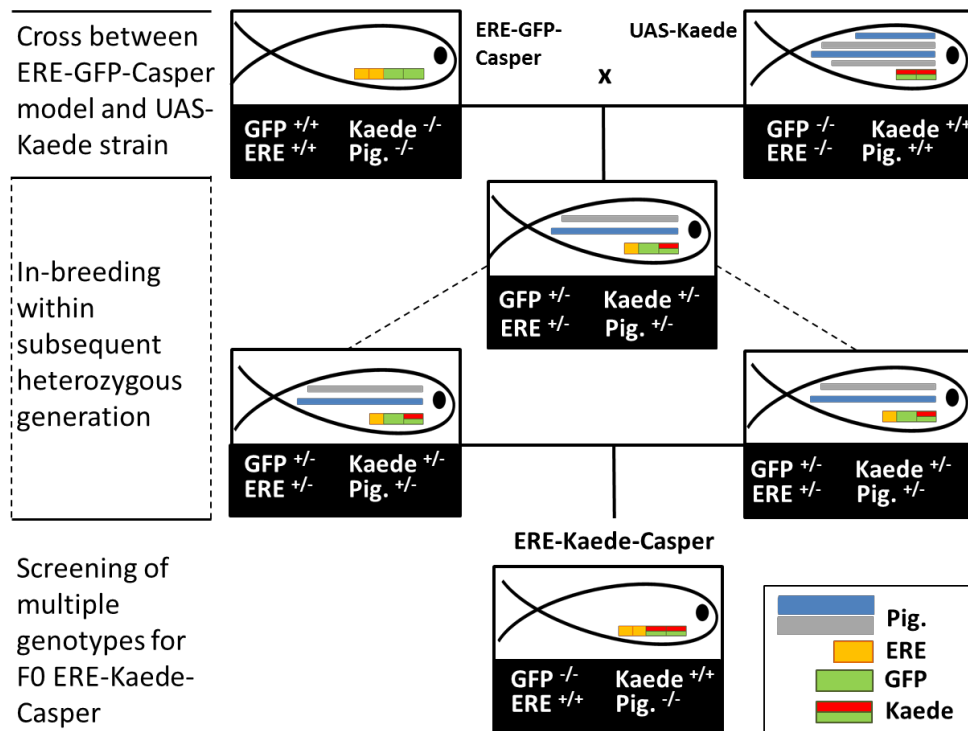 Cross between
ERE-GFP-Casper
model and UAS-
Kaede strain
ERE-GFP-
Casper
x
UAS-Kaede
GFP +/+ Kaede -/-
ERE +/+ Pig. -/-
GFP -/- Kaede +/+
ERE -/- Pig. +/+
In-breeding
within
subsequent
heterozygous
generation
GFP +/- Kaede +/-
ERE +/- Pig. +/-
GFP +/- Kaede +/-
ERE +/- Pig. +/-
GFP +/- Kaede +/-
ERE +/- Pig. +/-
Screening of
multiple
genotypes for
F0 ERE-Kaede-
Casper
ERE-Kaede-Casper
GFP -/- Kaede +/+
ERE +/+ Pig. -/-
Pig.
ERE
GFP
Kaede